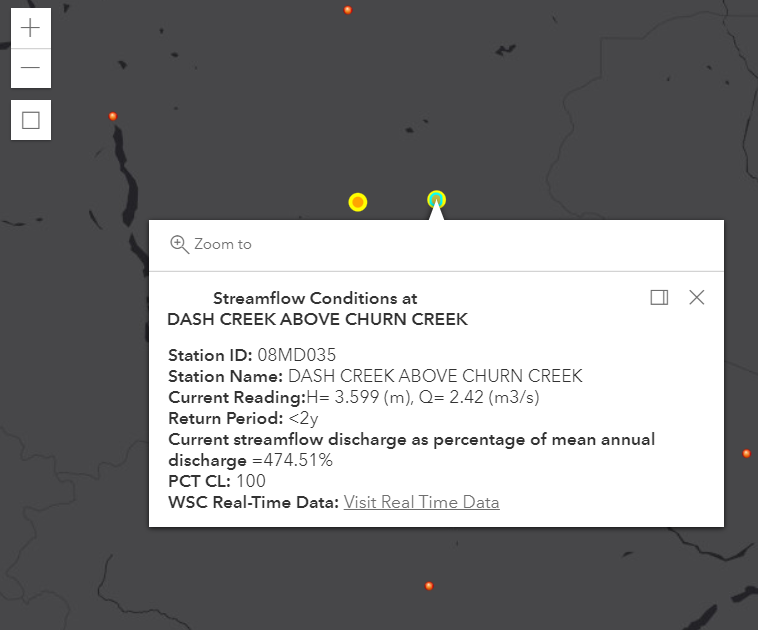 Zoom to
Streamflow Conditions at
DASH CREEK ABOVE CHURN CREEK
Station ID: 08MD035
Station Name: DASH CREEK ABOVE CHURN CREEK
Current Reading:H= 3.599 (m), Q= 2.42 (m3/s)
Return Period: <2y
Current streamflow discharge as percentage of mean annual
discharge =474.51%
PCT CL: 100
WSC Real-Time Data: Visit Real Time Data